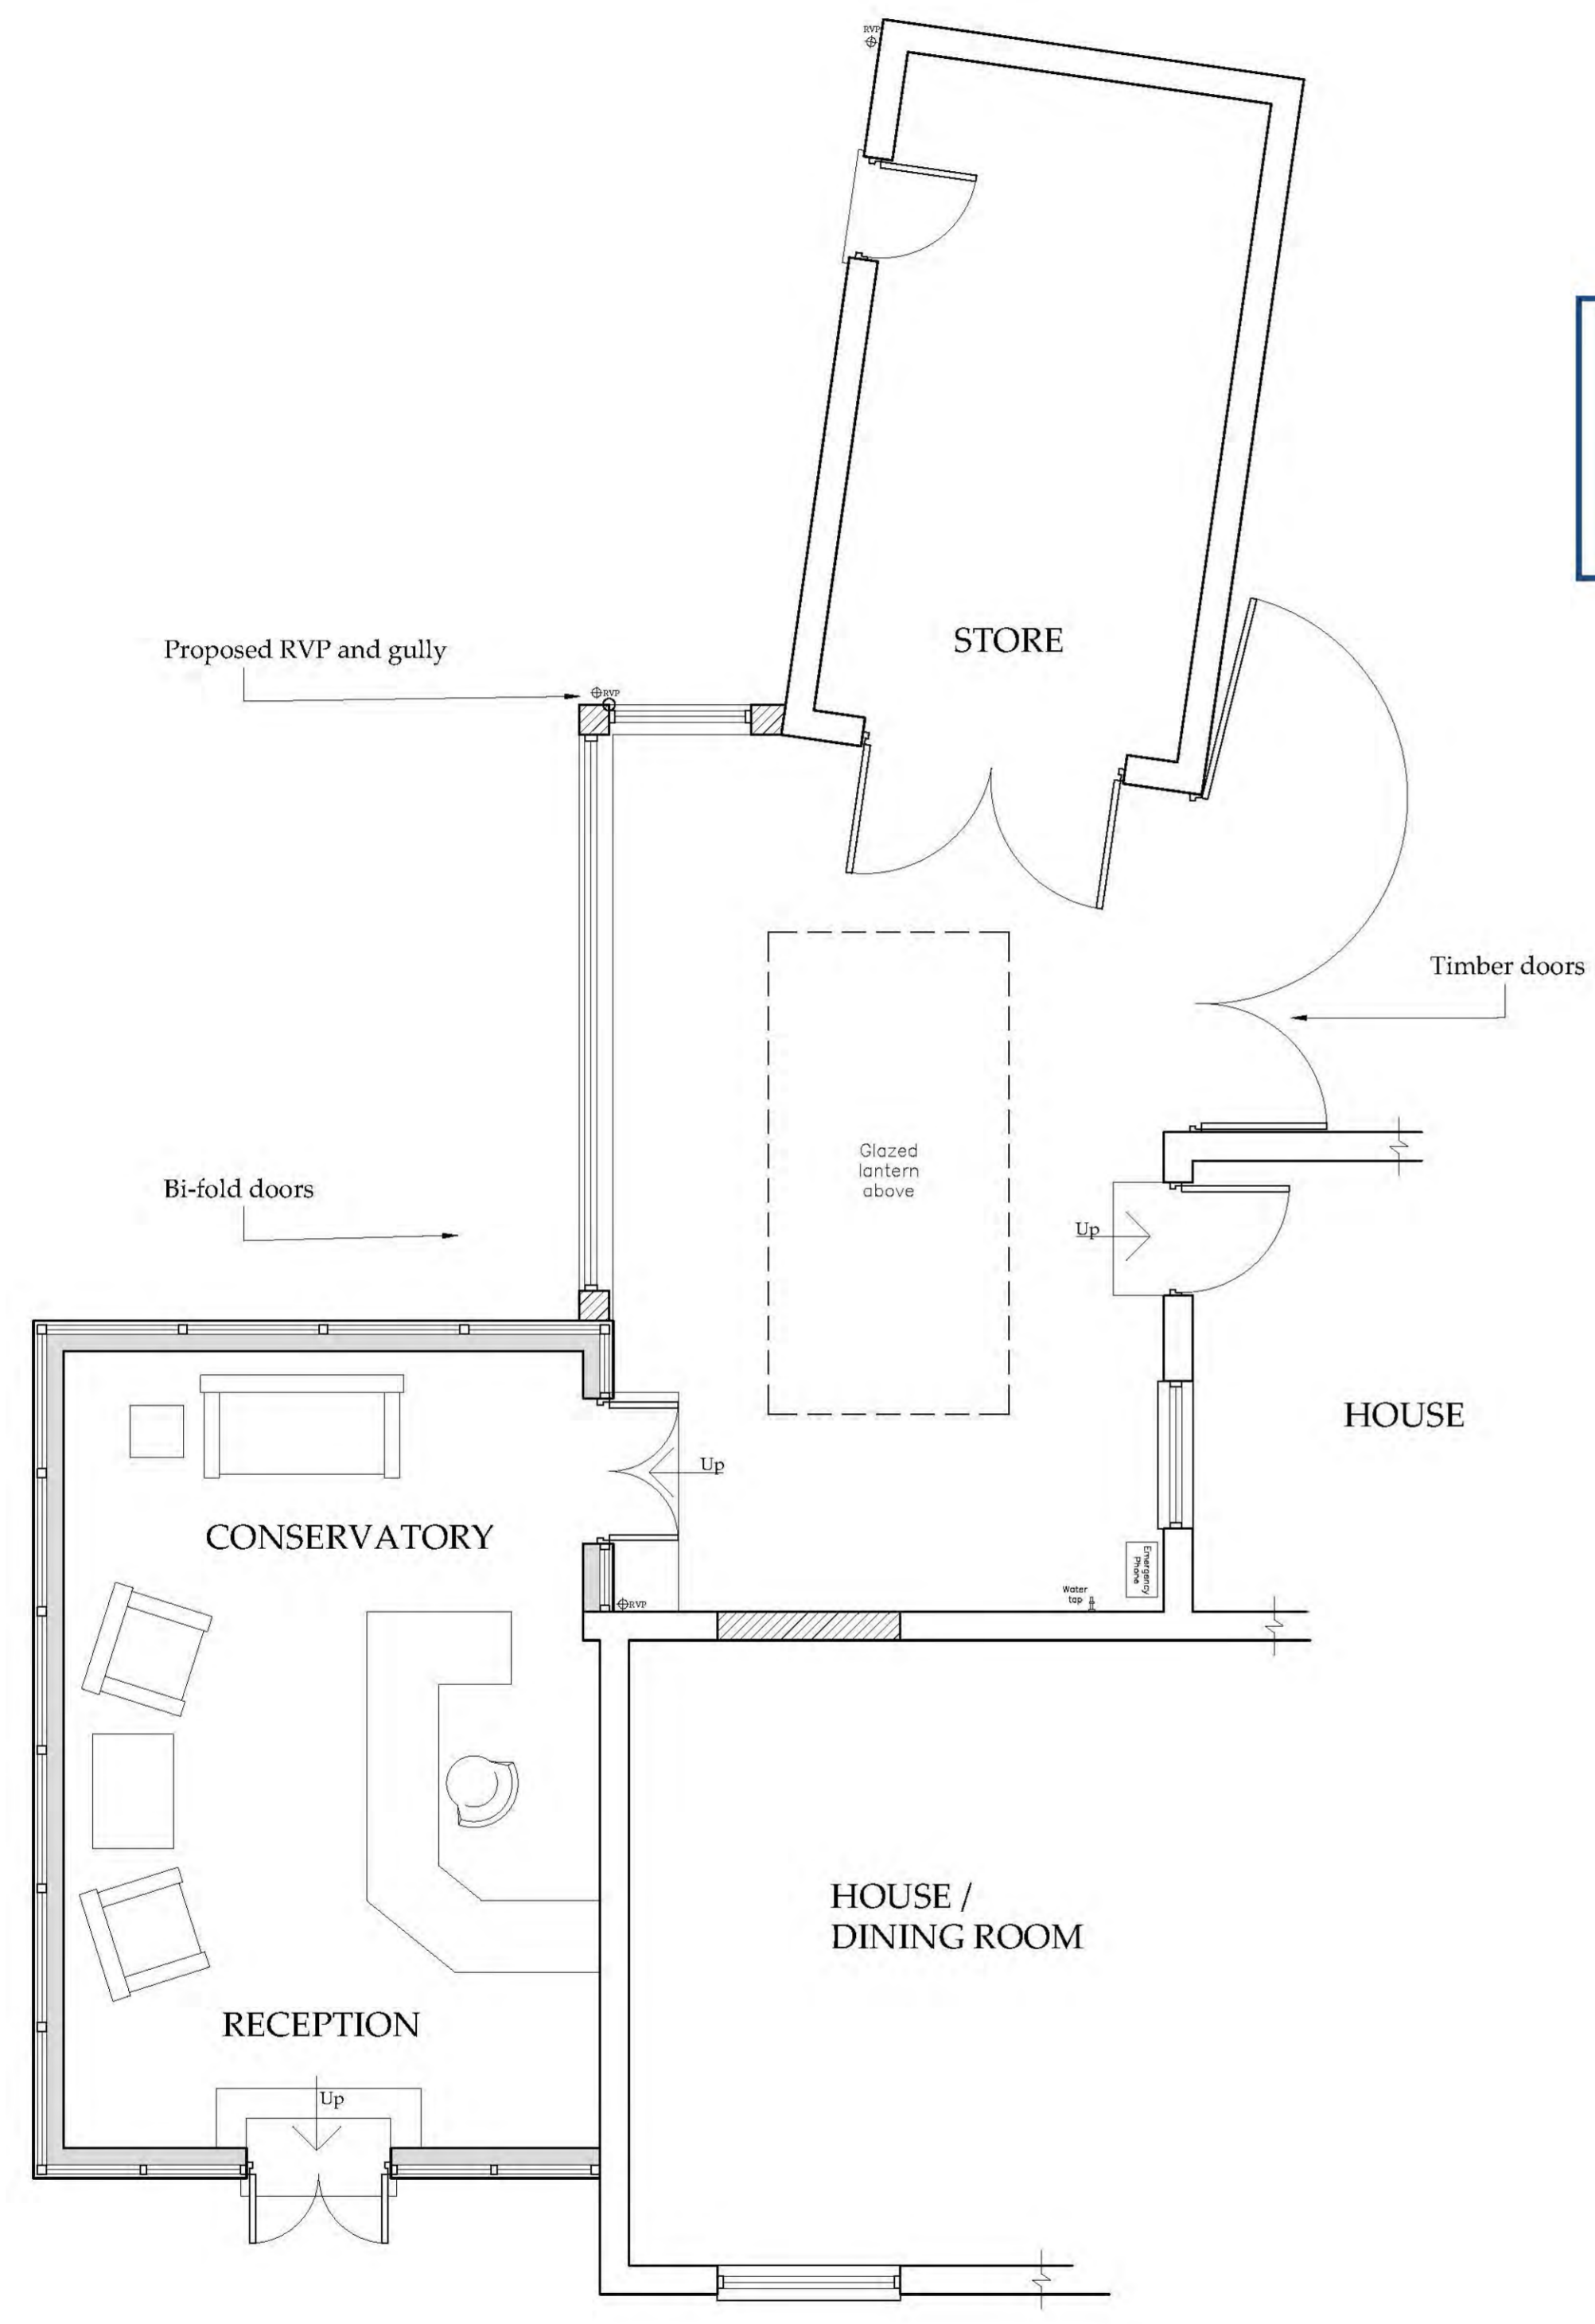 RVP
STORE
Proposed RVP and gully
RVP
Timber doors
Glazed
lantern
above
Bi-fold doors
Up
HOUSE
Up
CONSERVATORY
Emergency
Phone
Water
tap
RVP
HOUSE /
DINING ROOM
RECEPTION
Up